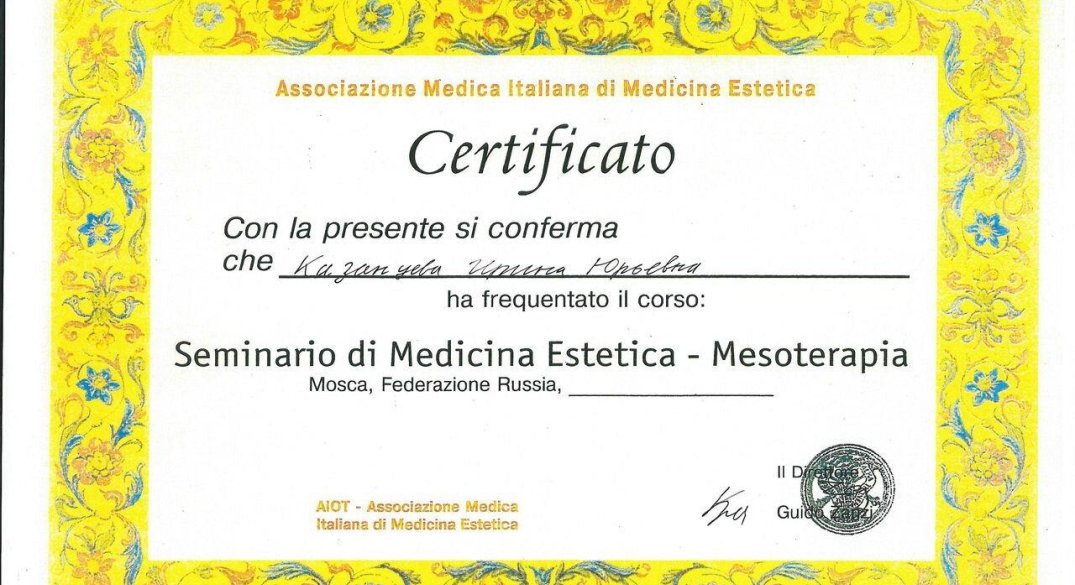 Associazione Medica Italiana di Medicina Estetica
Certificato
Con la presente si conferma
che Казанцева Ирина Юрьевна
ha frequentato il corso:
Seminario di Medicina Estetica - Mesoterapia
Mosca, Federazione Russia,
AIOT - Associazione Medica
Italiana di Medicina Estetica
Il Direttore
Guido Zanzi